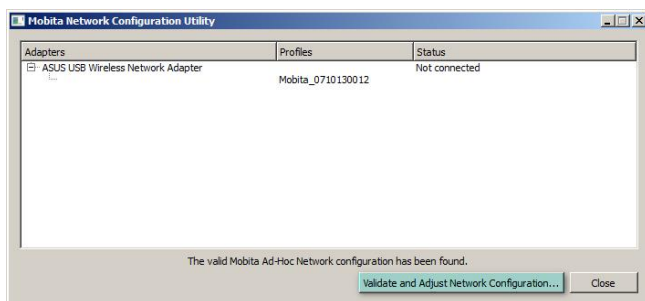 Mobita Network Configuration Utility
Adapters Profiles Status
ASUS USB Wireless Network Adapter Not connected
Mobita_0710130012
The valid Mobita Ad-Hoc Network configuration has been found.
Validate and Adjust Network Configuration... Close